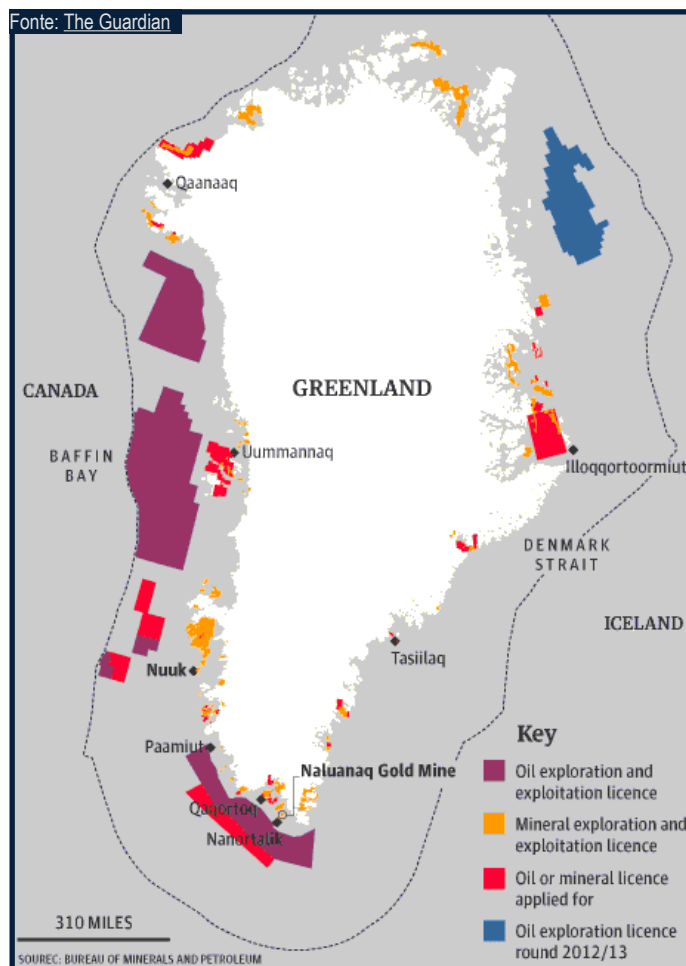 Fonte: The Guardian
Qaanaaq
CANADA
GREENLAND
BAFFIN
BAY
Uummannaq
Illoqqortoormiut
DENMARK
STRAIT
ICELAND
Nuuk
Tasiilaq
Paamiut
Naluanaq Gold Mine
Qaqortoq
Nanortalik
Key
Oil exploration and
exploitation licence
Mineral exploration and
exploitation licence
Oil or mineral licence
applied for
Oil exploration licence
round 2012/13
310 MILES
SOUREC: BUREAU OF MINERALS AND PETROLEUM